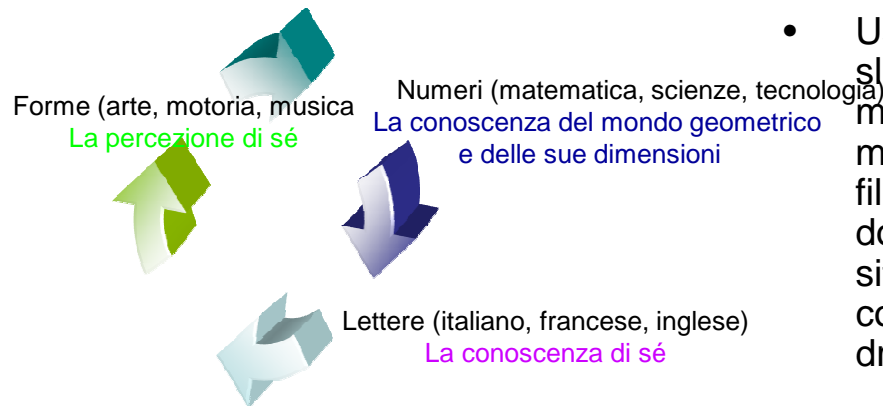 Forme (arte, motoria, musica
La percezione di sé
Numeri (matematica, scienze, tecnologia)
La conoscenza del mondo geometrico
e delle sue dimensioni
Lettere (italiano, francese, inglese)
La conoscenza di sé
•